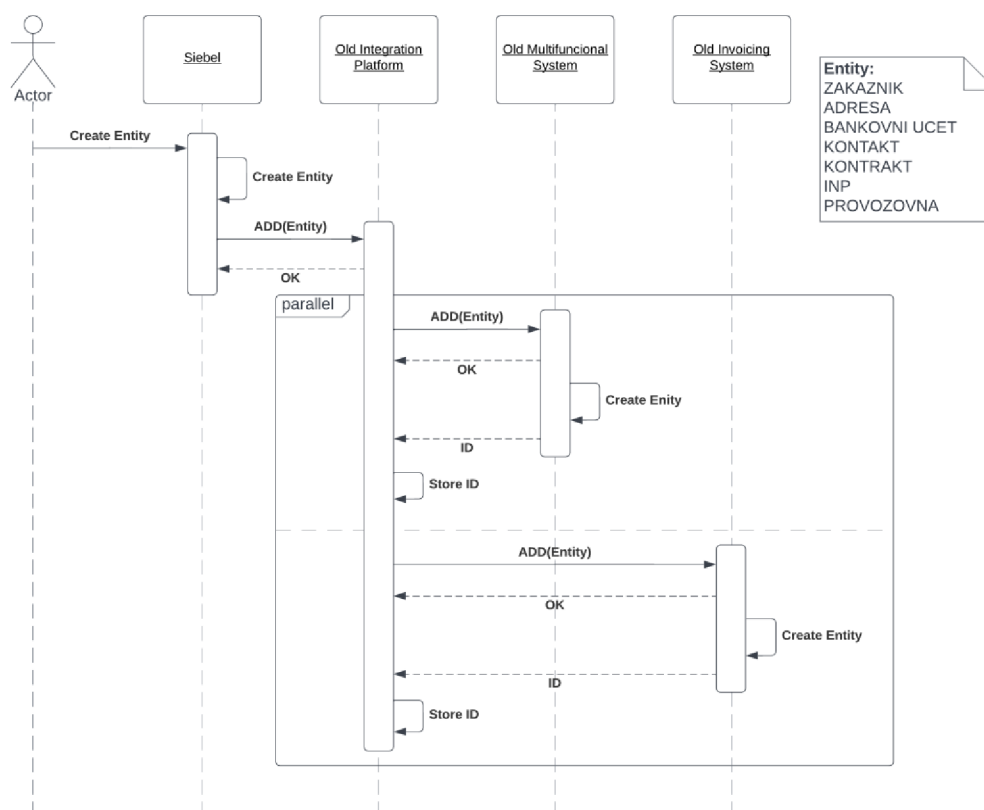 Siebel
Old Integration
Platform
Old Multifuncional
System
Old Invoicing
System
Entity:
ZAKAZNIK
ADRESA
BANKOVNI UCET
KONTAKT
KONTRAKT
INP
PROVOZOVNA
Actor
Create Entity
Create Entity
ADD(Entity)
OK
parallel
ADD(Entity)
OK
Create Enity
ID
Store ID
ADD(Entity)
OK
Create Entity
ID
Store ID